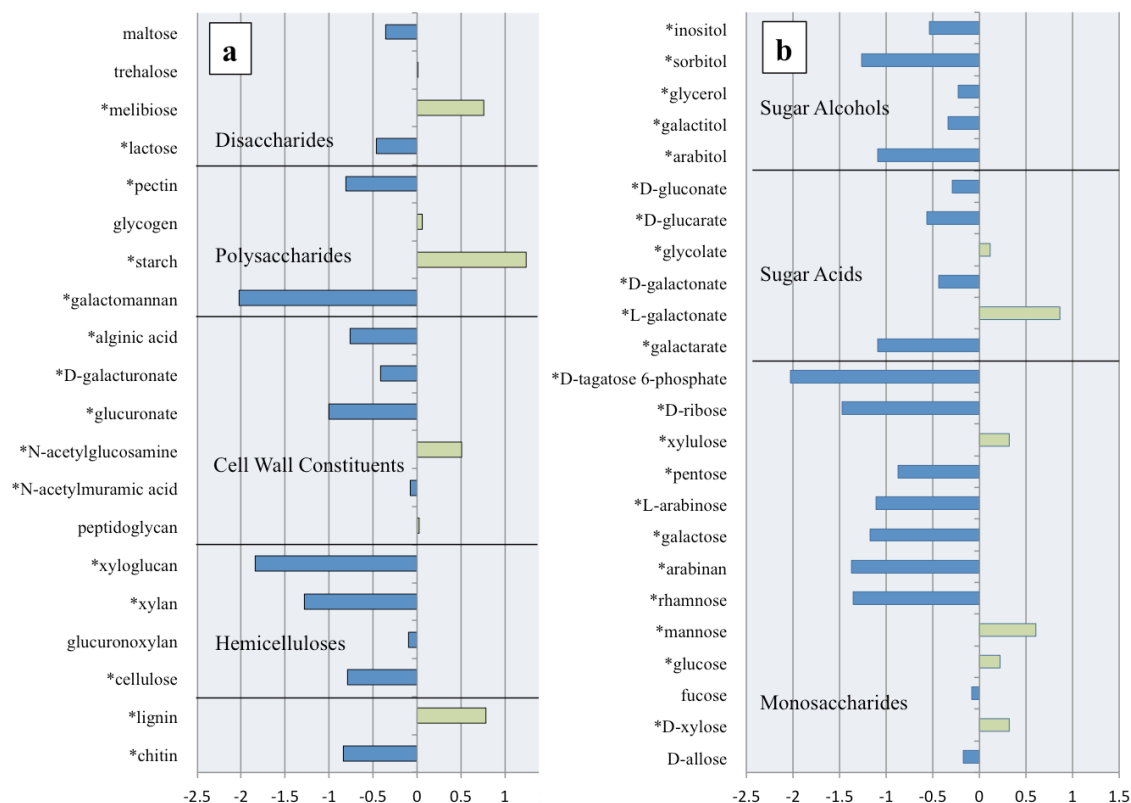 a
maltose
trehalose
*melibiose
*lactose
Disaccharides
*pectin
glycogen
*starch
*galactomannan
Polysaccharides
*alginic acid
*D-galacturonate
*glucuronate
*N-acetylglucosamine
*N-acetylmuramic acid
peptidoglycan
Cell Wall Constituents
*xyloglucan
*xylan
glucuronoxylan
*cellulose
Hemicelluloses
*lignin
*chitin
-2.5 -2 -1.5 -1 -0.5 0 0.5 1
b
*inositol
*sorbitol
*glycerol
*galactitol
*arabitol
Sugar Alcohols
*D-gluconate
*D-glucarate
*glycolate
*D-galactonate
*L-galactonate
*galactarate
Sugar Acids
*D-tagatose 6-phosphate
*D-ribose
*xylulose
*pentose
*L-arabinose
*galactose
*arabinan
*rhamnose
*mannose
*glucose
fucose
*D-xylose
D-allose
Monosaccharides
-2.5 -2 -1.5 -1 -0.5 0 0.5 1 1.5